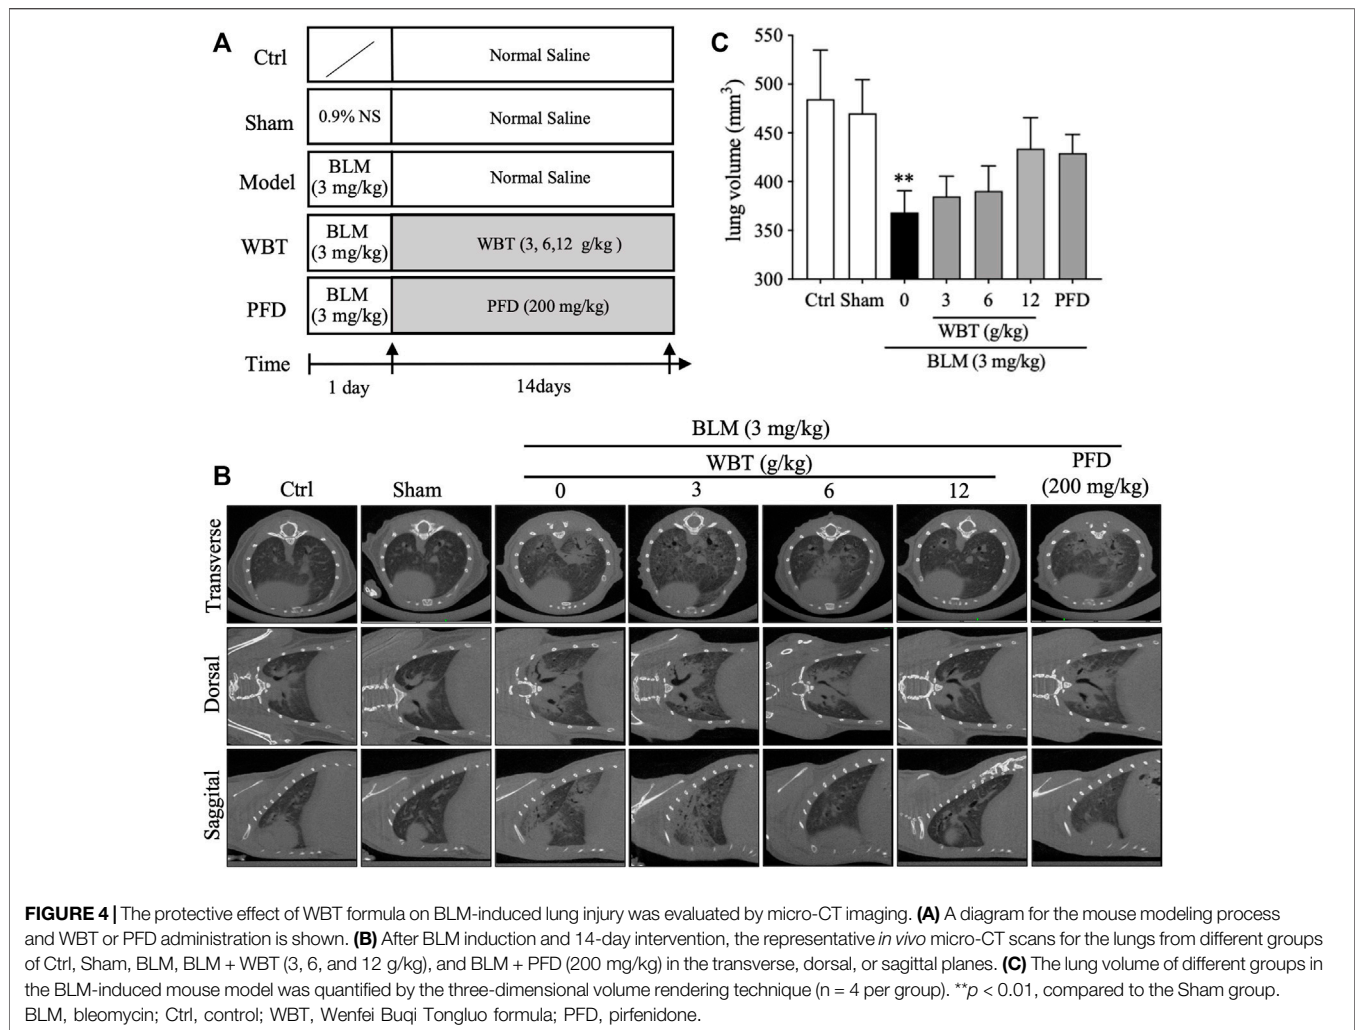 A
Ctrl
Normal Saline
Sham
0.9% NS
Normal Saline
Model
BLM
(3 mg/kg)
Normal Saline
WBT
BLM
(3 mg/kg)
WBT (3, 6,12 g/kg )
PFD
BLM
(3 mg/kg)
PFD (200 mg/kg)
Time
1 day
14days
C
lung volume (mm³)
550
500
450
400
350
300
**
Ctrl Sham 0 3 6 12 PFD
WBT (g/kg)
BLM (3 mg/kg)
B
BLM (3 mg/kg)
WBT (g/kg)
PFD
(200 mg/kg)
Ctrl Sham 0 3 6 12
Transverse
Dorsal
Saggital
FIGURE 4 | The protective effect of WBT formula on BLM-induced lung injury was evaluated by micro-CT imaging. (A) A diagram for the mouse modeling process
and WBT or PFD administration is shown. (B) After BLM induction and 14-day intervention, the representative in vivo micro-CT scans for the lungs from different groups
of Ctrl, Sham, BLM, BLM + WBT (3, 6, and 12 g/kg), and BLM + PFD (200 mg/kg) in the transverse, dorsal, or sagittal planes. (C) The lung volume of different groups in
the BLM-induced mouse model was quantified by the three-dimensional volume rendering technique (n = 4 per group). **p < 0.01, compared to the Sham group.
BLM, bleomycin; Ctrl, control; WBT, Wenfei Buqi Tongluo formula; PFD, pirfenidone.